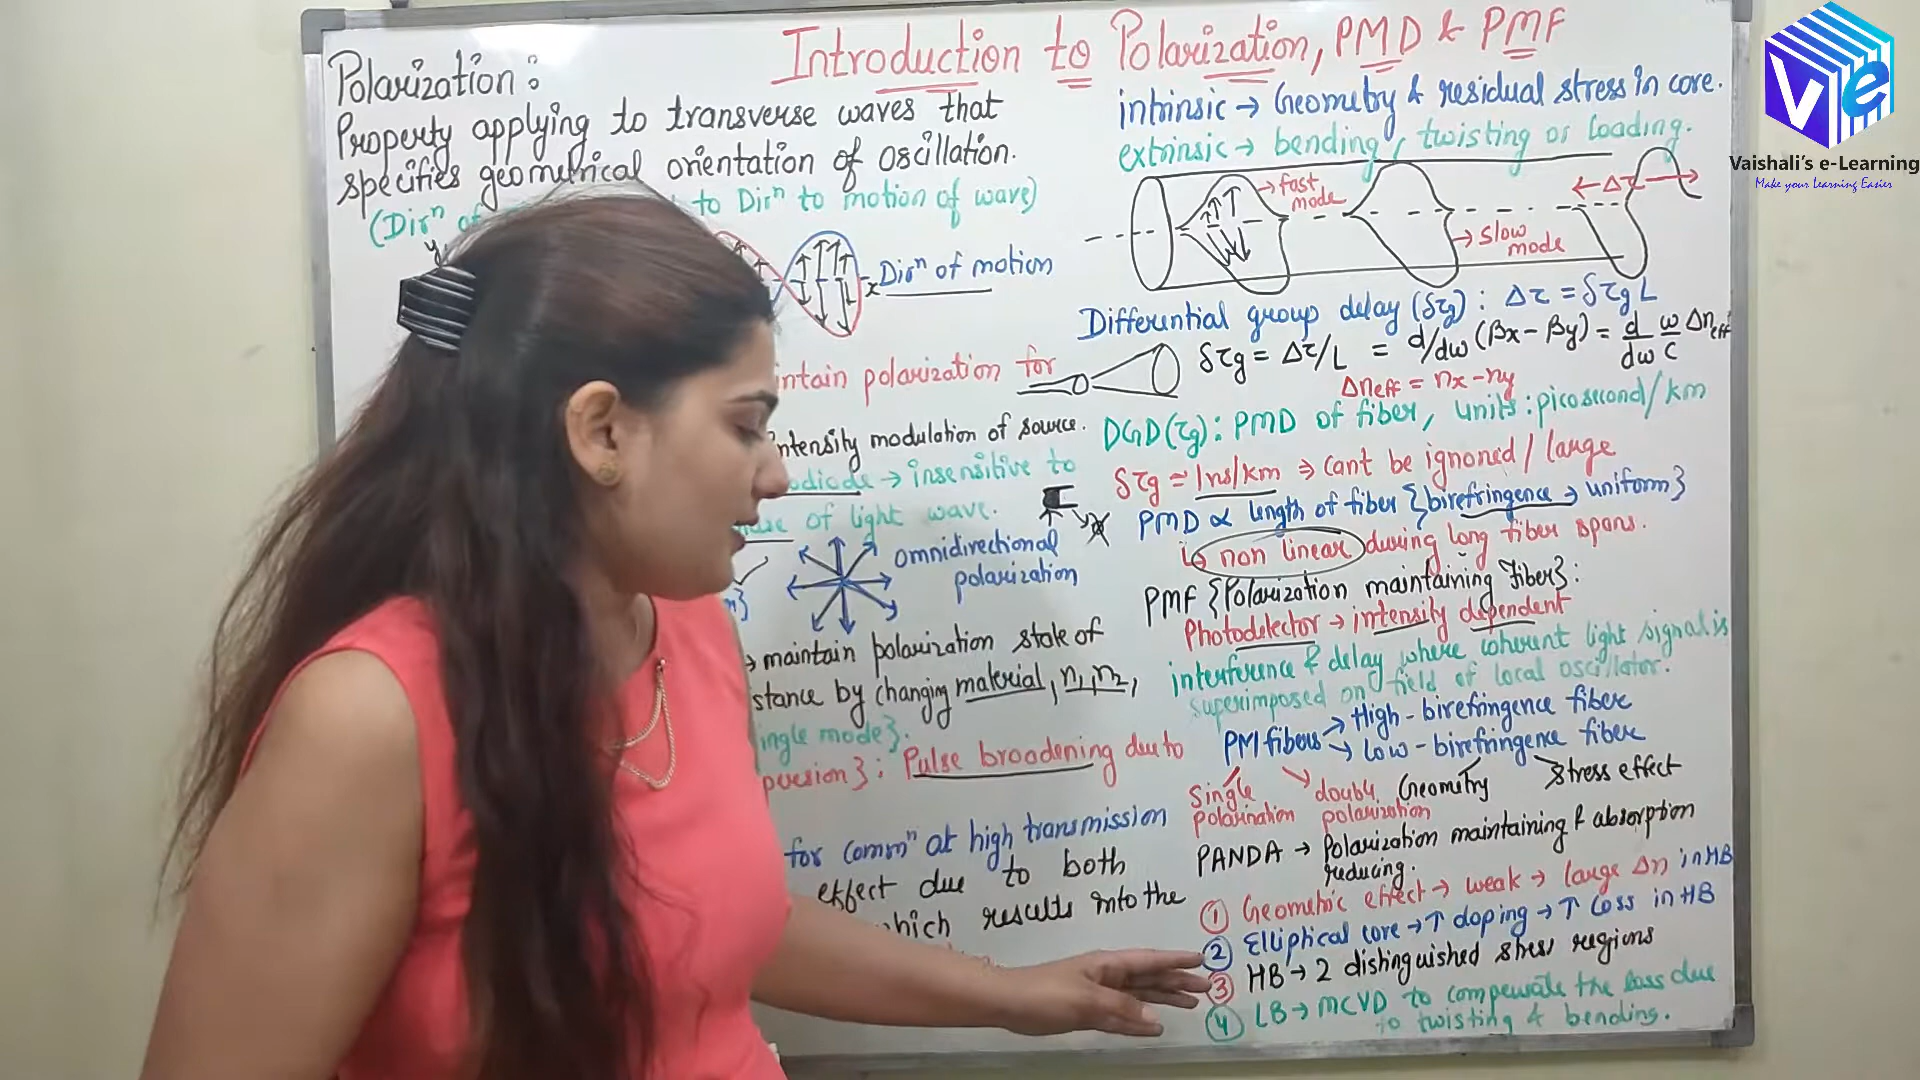 Introduction to Polarization, PMD & PMF
Polarization :
Property applying to transverse waves that
specifies geometrical orientation of oscillation.
(Dirⁿ of to Dirⁿ to motion of wave)
y
x
Dirⁿ of motion
intain polarization for
intensity modulation of source.
odiode → insensitive to
of light wave.
omnidirectional
polarization
→ maintain polarization state of
stance by changing material, n1, n2,
ingle mode}.
persion} : Pulse broadening due to
for commⁿ at high transmission
effect due to both
which results into the
intrinsic → Geometry & residual stress in core.
extrinsic → bending, twisting or loading.
→ fast
mode
← Δτ →
→ slow
mode
Differential group delay (δτg) : Δτ = δτg L
δτg = Δτ/L = d/dω (βx - βy) = d/dω ω/c Δneff
Δneff = nx - ny
DGD(τg) : PMD of fiber, units : picosecond/km
δτg = 1ns/km ⇒ cant be ignored / large
PMD ∝ length of fiber {birefringence → uniform}
is non linear during long fiber spans.
PMF {Polarization maintaining Fiber} :
Photodetector → intensity dependent
interference & delay where coherent light signal is
superimposed on field of local oscillator.
PM fibers → High-birefringence fiber
→ Low-birefringence fiber
Single
polarination
doubly
polarization
Geometry
Stress effect
PANDA → Polarization maintaining & absorption
reducing.
① Geometric effect → weak → large Δn in HB
② Elliptical core → ↑ doping → ↑ Loss in HB
③ HB → 2 distinguished stress regions
④ LB → MCVD to compensate the loss due
to twisting & bending.
Ve
Vaishali's e-Learning
Make your Learning Easier